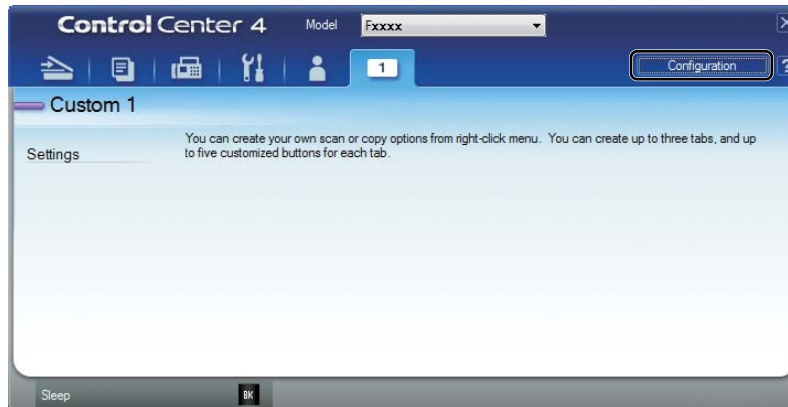 Control Center 4 Model Fxxxx
1 Configuration ?
Custom 1
You can create your own scan or copy options from right-click menu. You can create up to three tabs, and up
Settings to five customized buttons for each tab.
Sleep BK